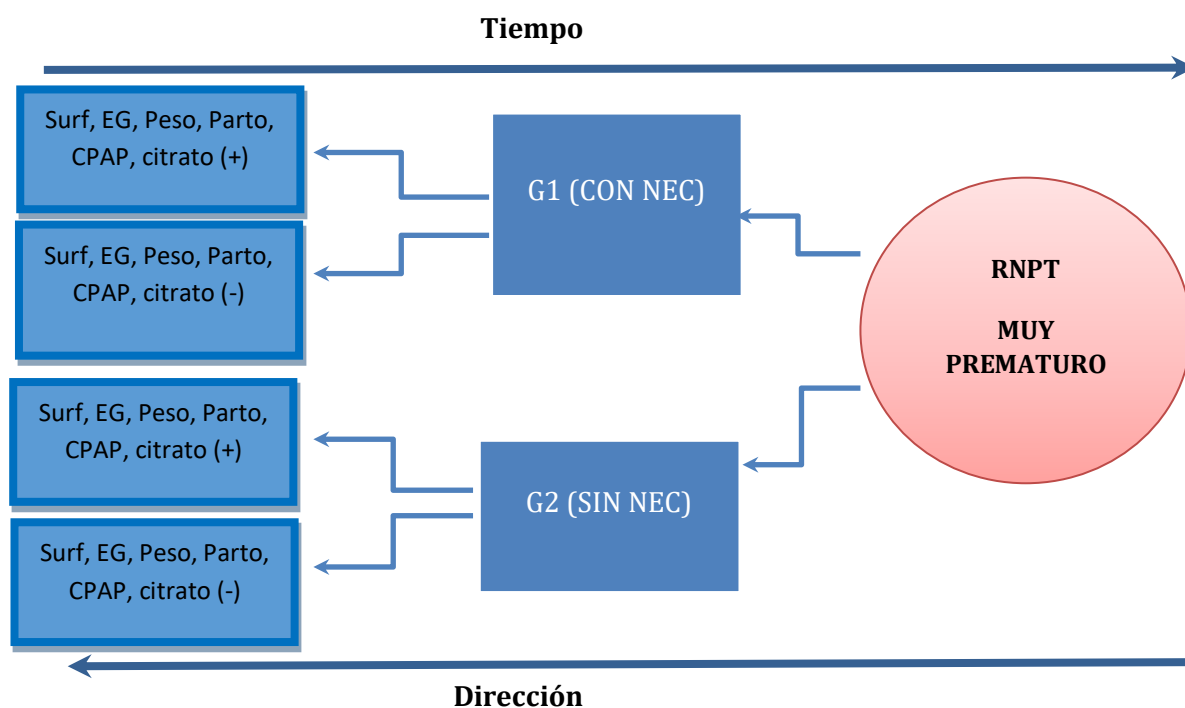 Tiempo
Surf, EG, Peso, Parto,
CPAP, citrato (+)
Surf, EG, Peso, Parto,
CPAP, citrato (-)
G1 (CON NEC)
RNPT
MUY
PREMATURO
Surf, EG, Peso, Parto,
CPAP, citrato (+)
Surf, EG, Peso, Parto,
CPAP, citrato (-)
G2 (SIN NEC)
Dirección